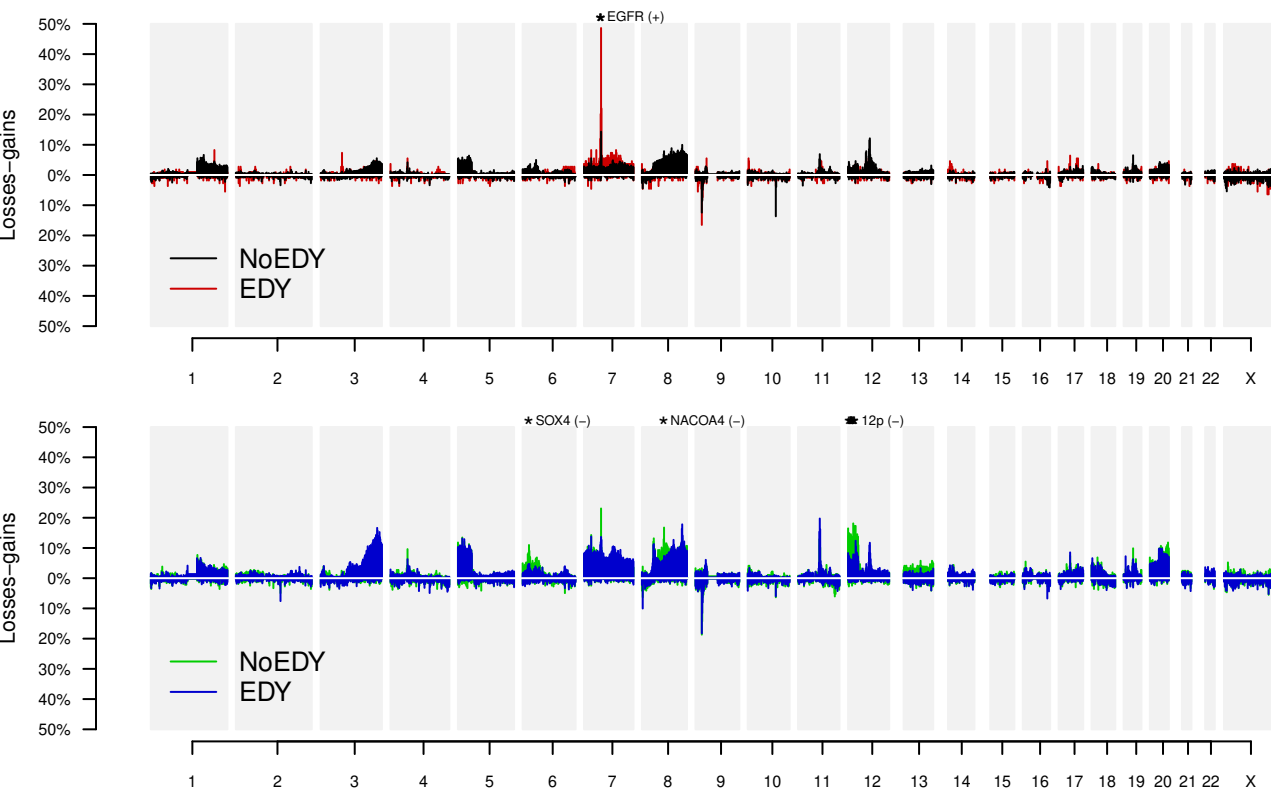 * EGFR (+)
50%
40%
30%
20%
10%
0%
10%
20%
30%
40%
50%
Losses−gains
NoEDY
EDY
1 2 3 4 5 6 7 8 9 10 11 12 13 14 15 16 17 18 19 20 21 22 X
* SOX4 (−) * NACOA4 (−) * 12p (−)
50%
40%
30%
20%
10%
0%
10%
20%
30%
40%
50%
Losses−gains
NoEDY
EDY
1 2 3 4 5 6 7 8 9 10 11 12 13 14 15 16 17 18 19 20 21 22 X